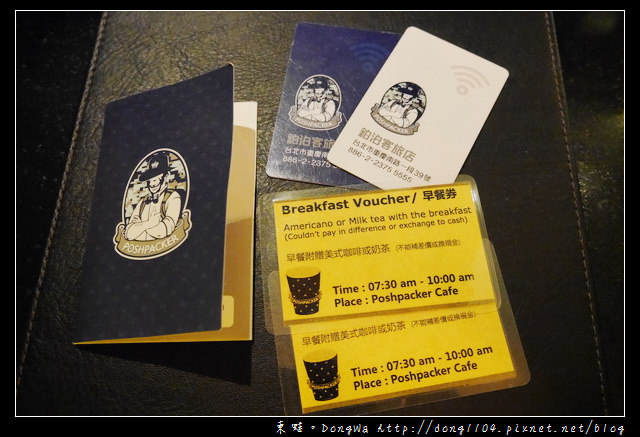 POSHPACKER
POSHPACKER
鉑泊客旅店
台北市重慶南
886-2-2375
POSHPACKER
鉑泊客旅店
台北市重慶南路一段39號
886-2-2375 5555
Breakfast Voucher/ 早餐券
Americano or Milk tea with the breakfast
(Couldn't pay in difference or exchange to cash)
早餐附贈美式咖啡或奶茶 (不能補差價或換現金)
Time : 07:30 am - 10:00 am
Place : Poshpacker Cafe
早餐附贈美式咖啡或奶茶 (不能補差價或換現金)
Time : 07:30 am - 10:00 am
Place : Poshpacker Cafe
東蛙。DongWa http://dong1104.pixnet.net/blog